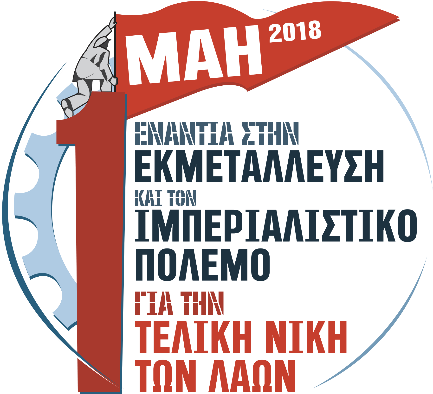 1 ΜΑΗ 2018
ΕΝΑΝΤΙΑ ΣΤΗΝ
ΕΚΜΕΤΑΛΛΕΥΣΗ
ΚΑΙ ΤΟΝ
ΙΜΠΕΡΙΑΛΙΣΤΙΚΟ
ΠΟΛΕΜΟ
ΓΙΑ ΤΗΝ
ΤΕΛΙΚΗ ΝΙΚΗ
ΤΩΝ ΛΑΩΝ